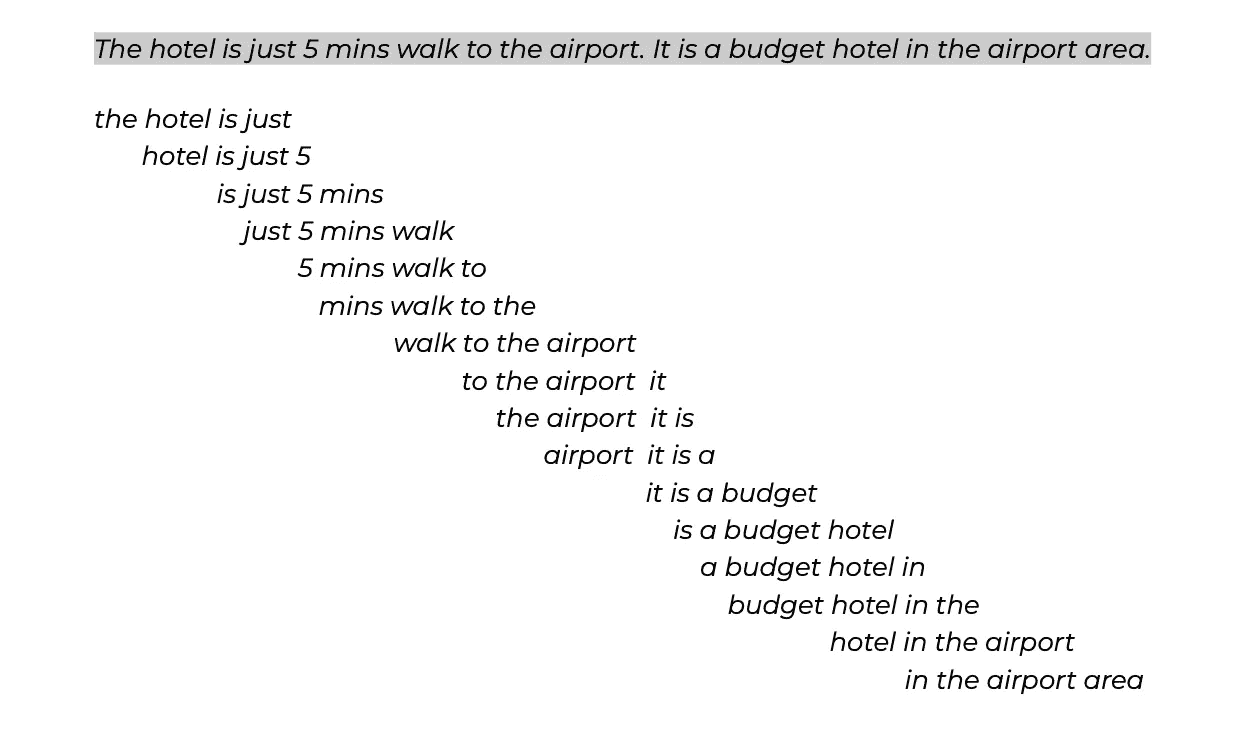 The hotel is just 5 mins walk to the airport. It is a budget hotel in the airport area.
the hotel is just
hotel is just 5
is just 5 mins
just 5 mins walk
5 mins walk to
mins walk to the
walk to the airport
to the airport it
the airport it is
airport it is a
it is a budget
is a budget hotel
a budget hotel in
budget hotel in the
hotel in the airport
in the airport area